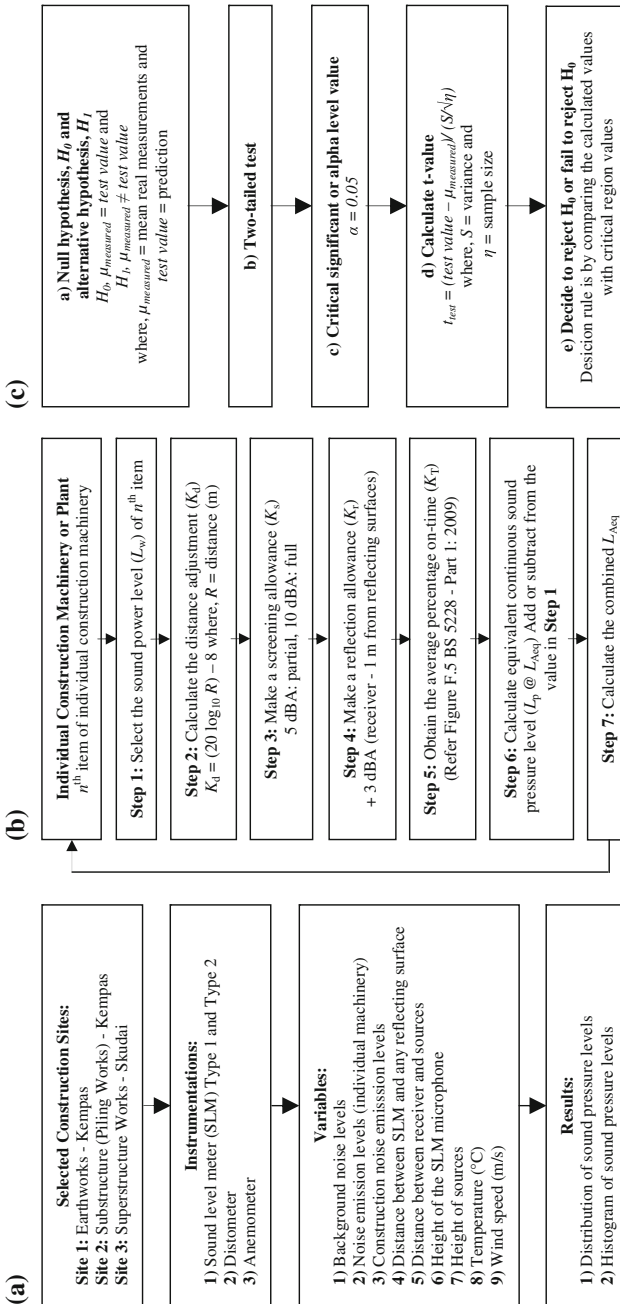 (a)
Selected Construction Sites:
Site 1: Earthworks - Kempas
Site 2: Substructure (Piling Works) - Kempas
Site 3: Superstructure Works - Skudai
Instrumentations:
1) Sound level meter (SLM) Type 1 and Type 2
2) Distometer
3) Anemometer
Variables:
1) Background noise levels
2) Noise emission levels (individual machinery)
3) Construction noise emisssion levels
4) Distance between SLM and any reflecting surface
5) Distance between receiver and sources
6) Height of the SLM microphone
7) Height of sources
8) Temperature (°C)
9) Wind speed (m/s)
Results:
1) Distribution of sound pressure levels
2) Histogram of sound pressure levels
(b)
Individual Construction Machinery or Plant
nth item of individual construction machinery
Step 1: Select the sound power level (Lw) of nth item
Step 2: Calculate the distance adjustment (Kd)
Kd = (20 log10 R) − 8 where, R = distance (m)
Step 3: Make a screening allowance (Ks)
5 dBA: partial, 10 dBA: full
Step 4: Make a reflection allowance (Kr)
+ 3 dBA (receiver - 1 m from reflecting surfaces)
Step 5: Obtain the average percentage on-time (KT)
(Refer Figure F.5 BS 5228 - Part 1: 2009)
Step 6: Calculate equivalent continuous sound
pressure level (Lp @ LAeq) Add or subtract from the
value in Step 1
Step 7: Calculate the combined LAeq
(c)
a) Null hypothesis, H0 and
alternative hypothesis, H1
H0, μmeasured = test value and
H1, μmeasured ≠ test value
where, μmeasured = mean real measurements and
test value = prediction
b) Two-tailed test
c) Critical significant or alpha level value
α = 0.05
d) Calculate t-value
ttest = (test value − μmeasured)/ (S/√η)
where, S = variance and
η = sample size
e) Decide to reject H0 or fail to reject H0
Desicion rule is by comparing the calculated values
with critical region values